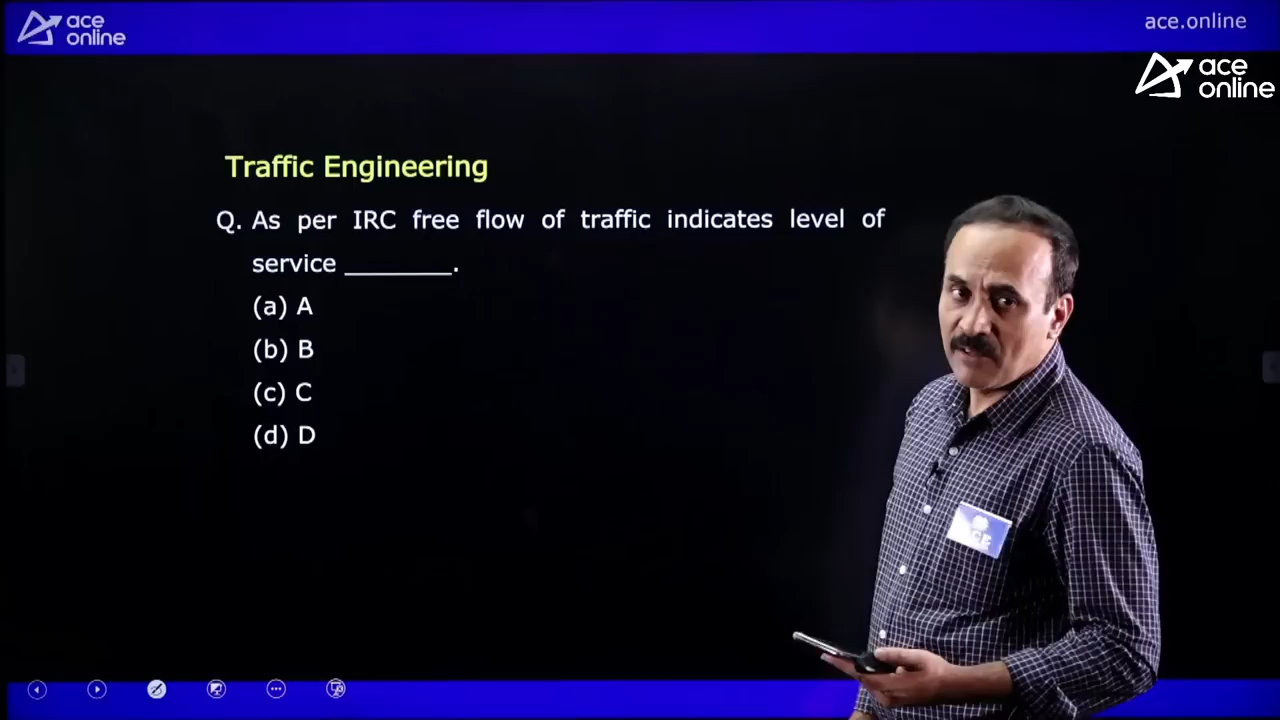 ace
online
ace.online
ace
online
Traffic Engineering
Q. As per IRC free flow of traffic indicates level of
service ________.
(a) A
(b) B
(c) C
(d) D